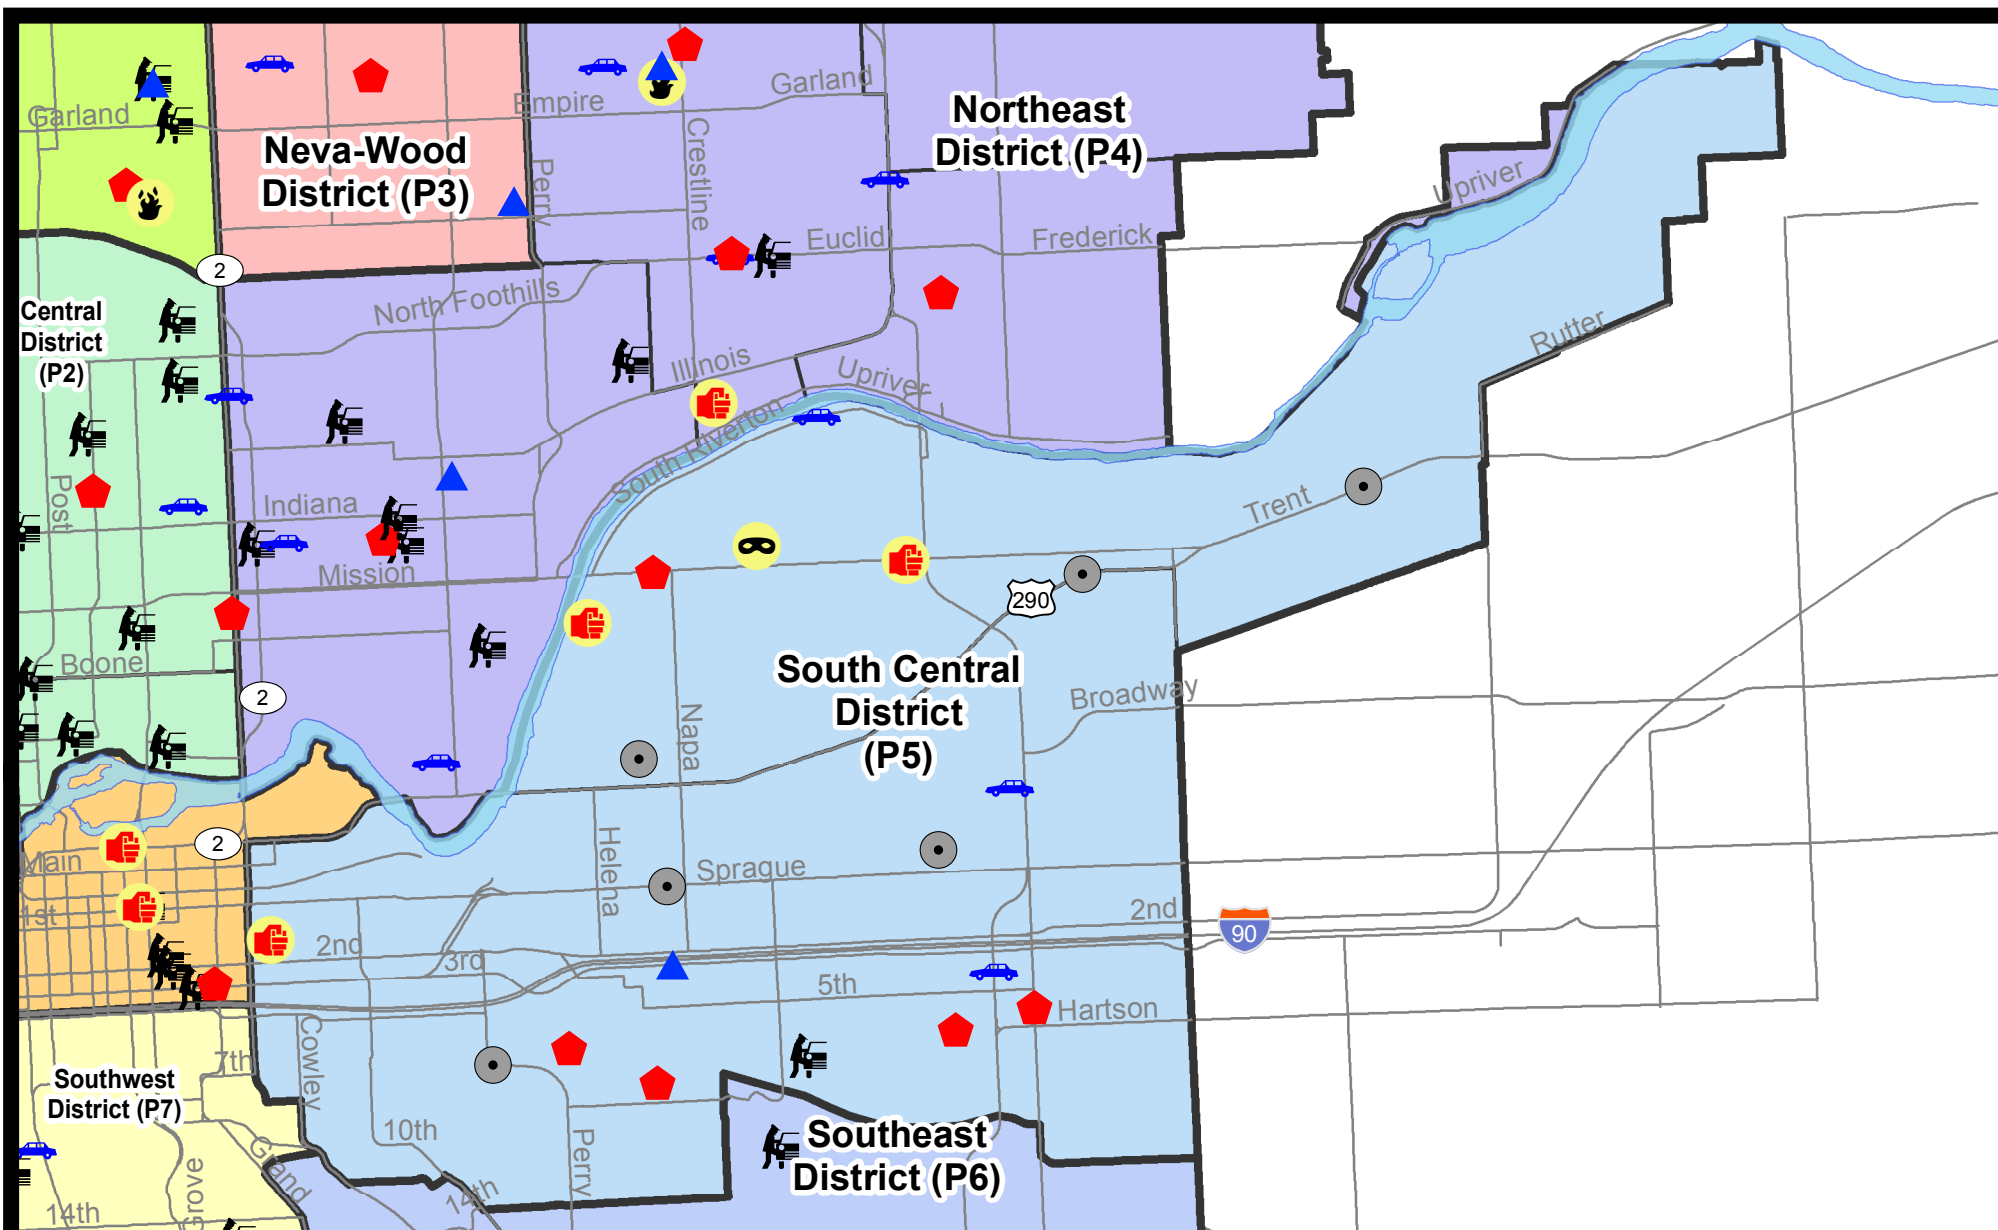 Garland
Empire
Garland
Northeast
District (P4)
Neva-Wood
District (P3)
Perry
Crestline
Upriver
Euclid
Frederick
2
North Foothills
Central
District
(P2)
Illinois
Upriver
Rutter
South Riverton
Post
Indiana
Trent
Mission
290
Boone
South Central
District
(P5)
Broadway
2
Napa
2
Main
Helena
Sprague
1st
2nd
2nd
90
3rd
5th
Hartson
Cowley
7th
Southwest
District (P7)
10th
Southeast
District (P6)
Perry
Grand
Grove
14th
14th